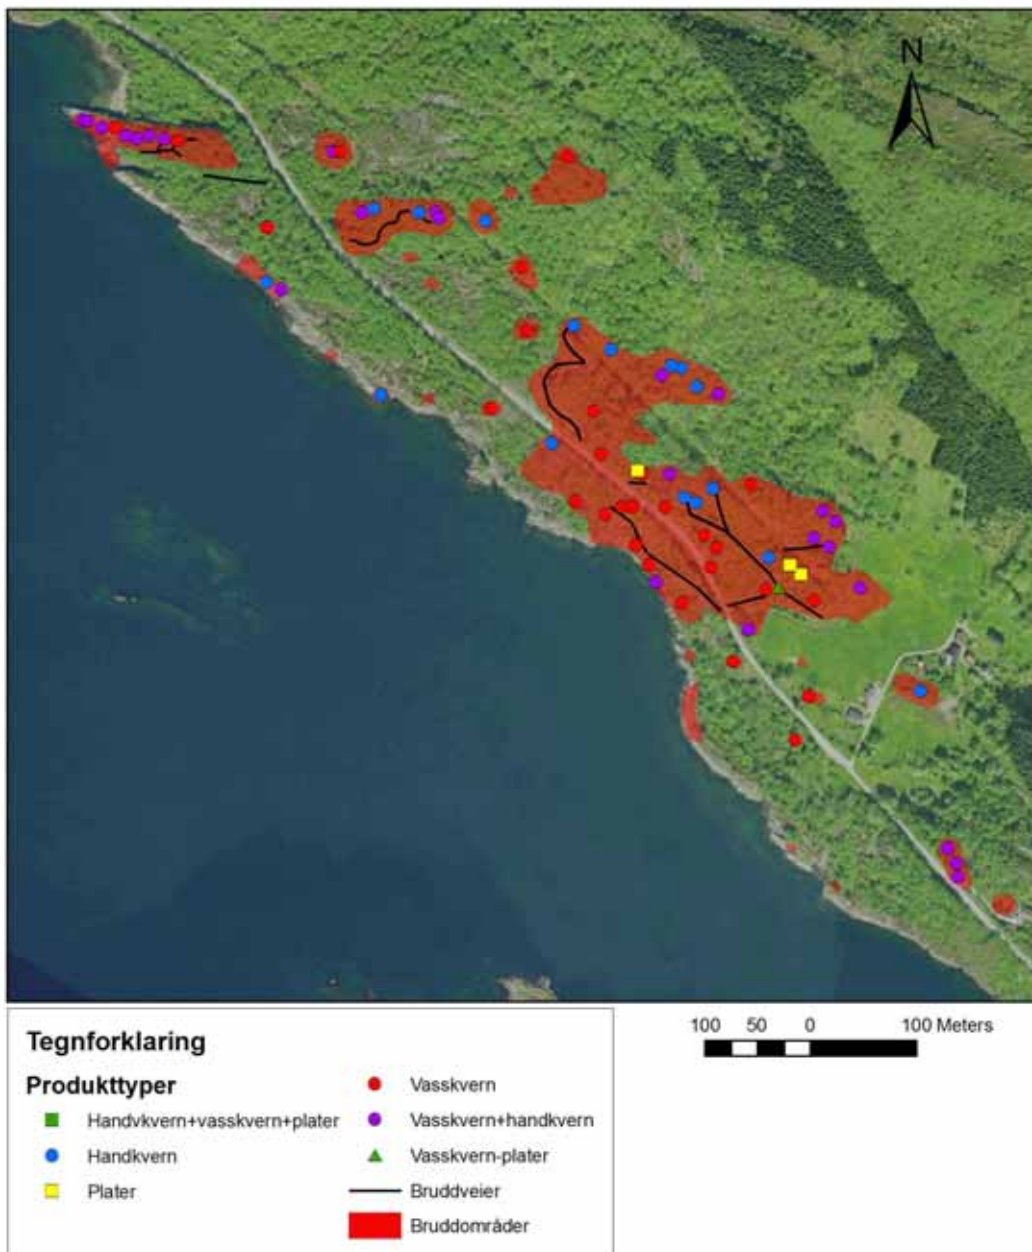 N
100 50 0 100 Meters
Tegnforklaring
Produkttyper
Handvkvern+vasskvern+plater
Handkvern
Plater
Vasskvern
Vasskvern+handkvern
Vasskvern-plater
Bruddveier
Bruddområder